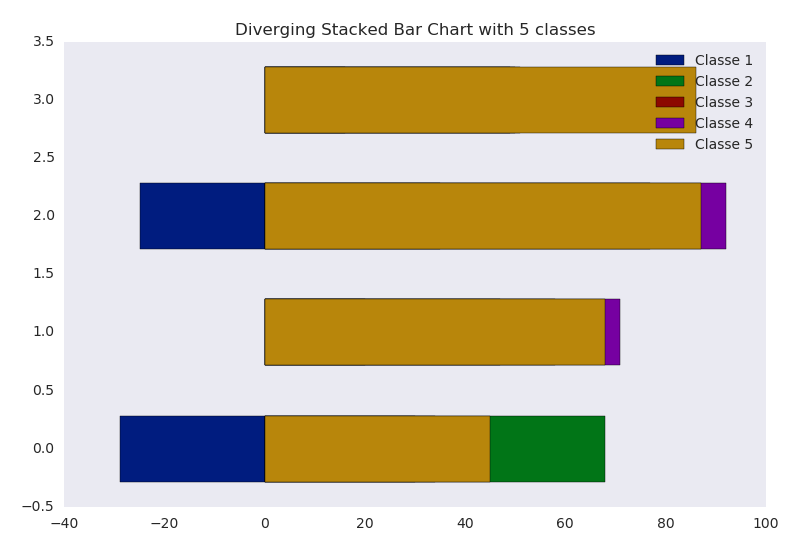 Diverging Stacked Bar Chart with 5 classes
3.5
Classe 1
Classe 2
3.0
Classe 3
Classe 4
Classe 5
2.5
2.0
1.5
1.0
0.5
0.0
−0.5
−40 −20 0 20 40 60 80 100